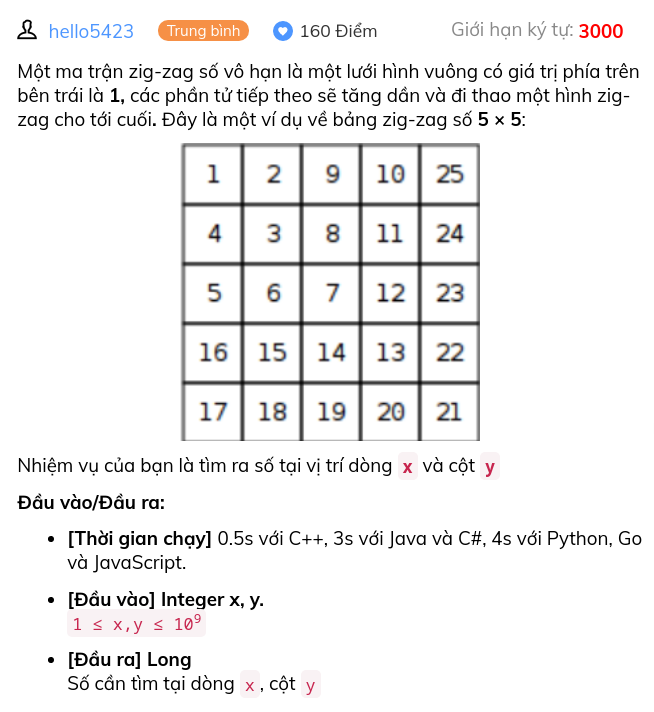 hello5423 Trung bình 160 Điểm Giới hạn ký tự: 3000
Một ma trận zig-zag số vô hạn là một lưới hình vuông có giá trị phía trên
bên trái là 1, các phần tử tiếp theo sẽ tăng dần và đi thao một hình zig-
zag cho tới cuối. Đây là một ví dụ về bảng zig-zag số 5 × 5:
1 2 9 10 25
4 3 8 11 24
5 6 7 12 23
16 15 14 13 22
17 18 19 20 21
Nhiệm vụ của bạn là tìm ra số tại vị trí dòng x và cột y
Đầu vào/Đầu ra:
• [Thời gian chạy] 0.5s với C++, 3s với Java và C#, 4s với Python, Go
và JavaScript.
• [Đầu vào] Integer x, y.
1 ≤ x,y ≤ 10⁹
• [Đầu ra] Long
Số cần tìm tại dòng x , cột y